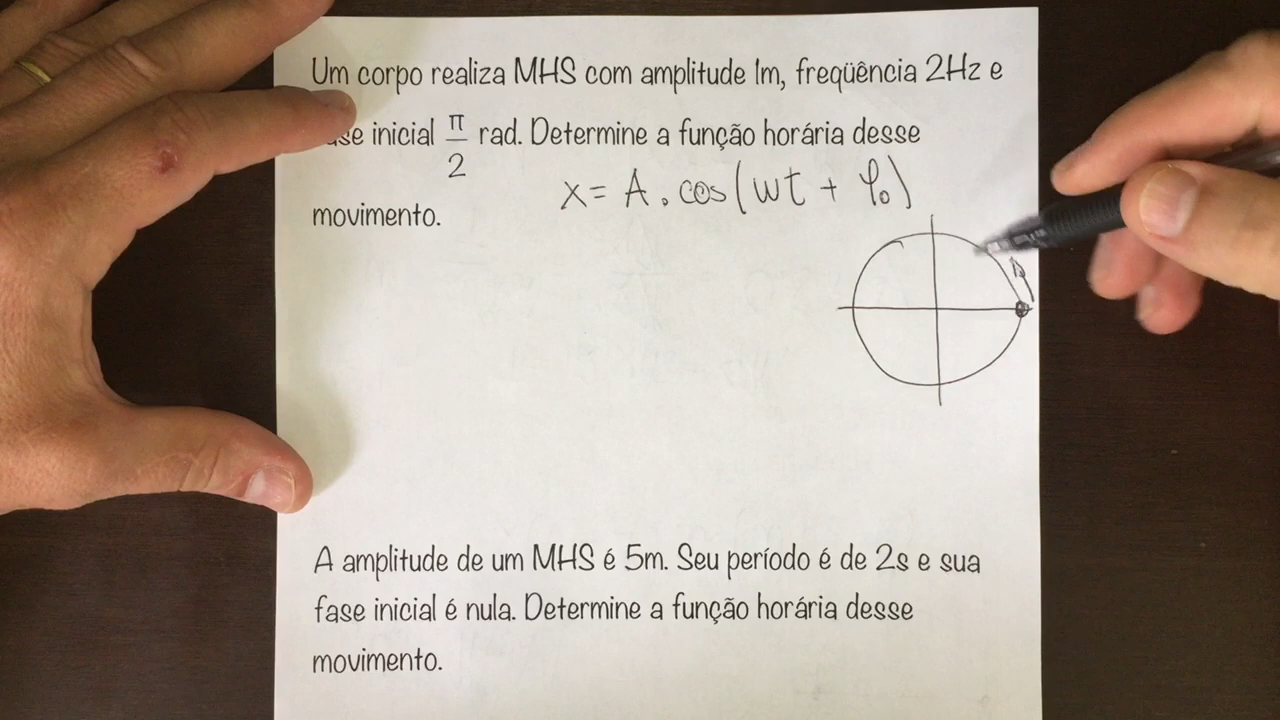 Um corpo realiza MHS com amplitude 1m, freqüência 2Hz e
inicial π/2 rad. Determine a função horária desse
movimento.
x = A . cos(wt + φ₀)
A amplitude de um MHS é 5m. Seu período é de 2s e sua
fase inicial é nula. Determine a função horária desse
movimento.